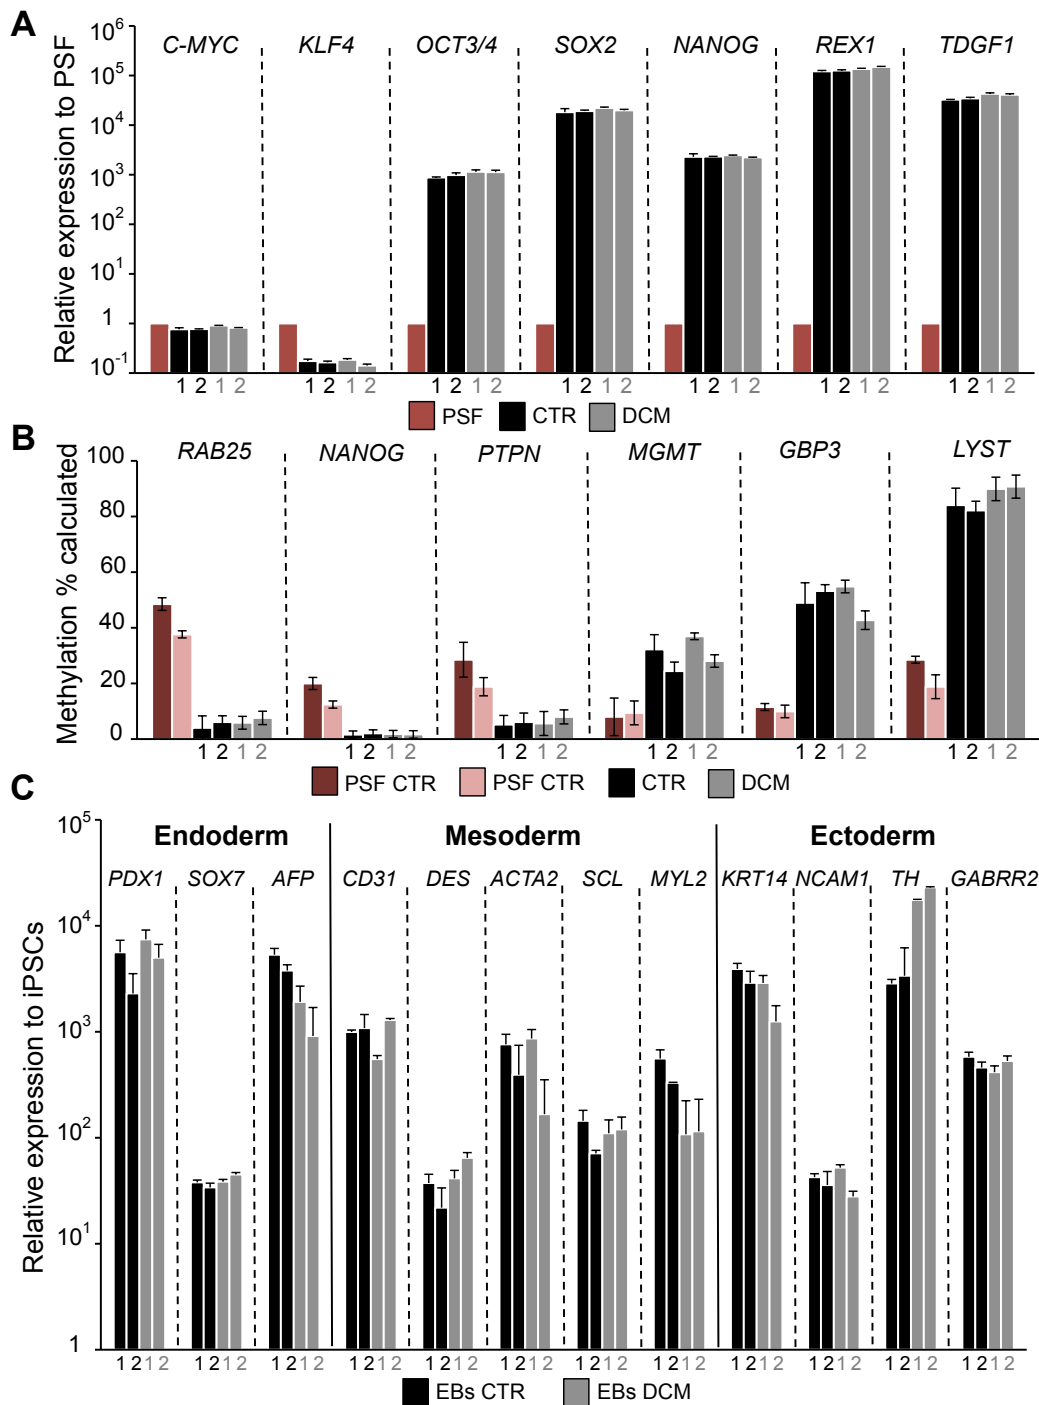 A
C-MYC KLF4 OCT3/4 SOX2 NANOG REX1 TDGF1
Relative expression to PSF
10^6
10^5
10^4
10^3
10^2
10^1
1
10^-1
1 2 1 2 1 2 1 2 1 2 1 2 1 2 1 2 1 2 1 2 1 2 1 2 1 2 1 2
PSF CTR DCM
B
RAB25 NANOG PTPN MGMT GBP3 LYST
Methylation % calculated
100
80
60
40
20
0
1 2 1 2 1 2 1 2 1 2 1 2 1 2 1 2 1 2 1 2 1 2 1 2
PSF CTR PSF CTR CTR DCM
C
Endoderm Mesoderm Ectoderm
PDX1 SOX7 AFP CD31 DES ACTA2 SCL MYL2 KRT14 NCAM1 TH GABRR2
Relative expression to iPSCs
10^5
10^4
10^3
10^2
10^1
1
1 2 1 2 1 2 1 2 1 2 1 2 1 2 1 2 1 2 1 2 1 2 1 2 1 2 1 2 1 2 1 2 1 2 1 2 1 2 1 2 1 2 1 2 1 2 1 2
EBs CTR EBs DCM